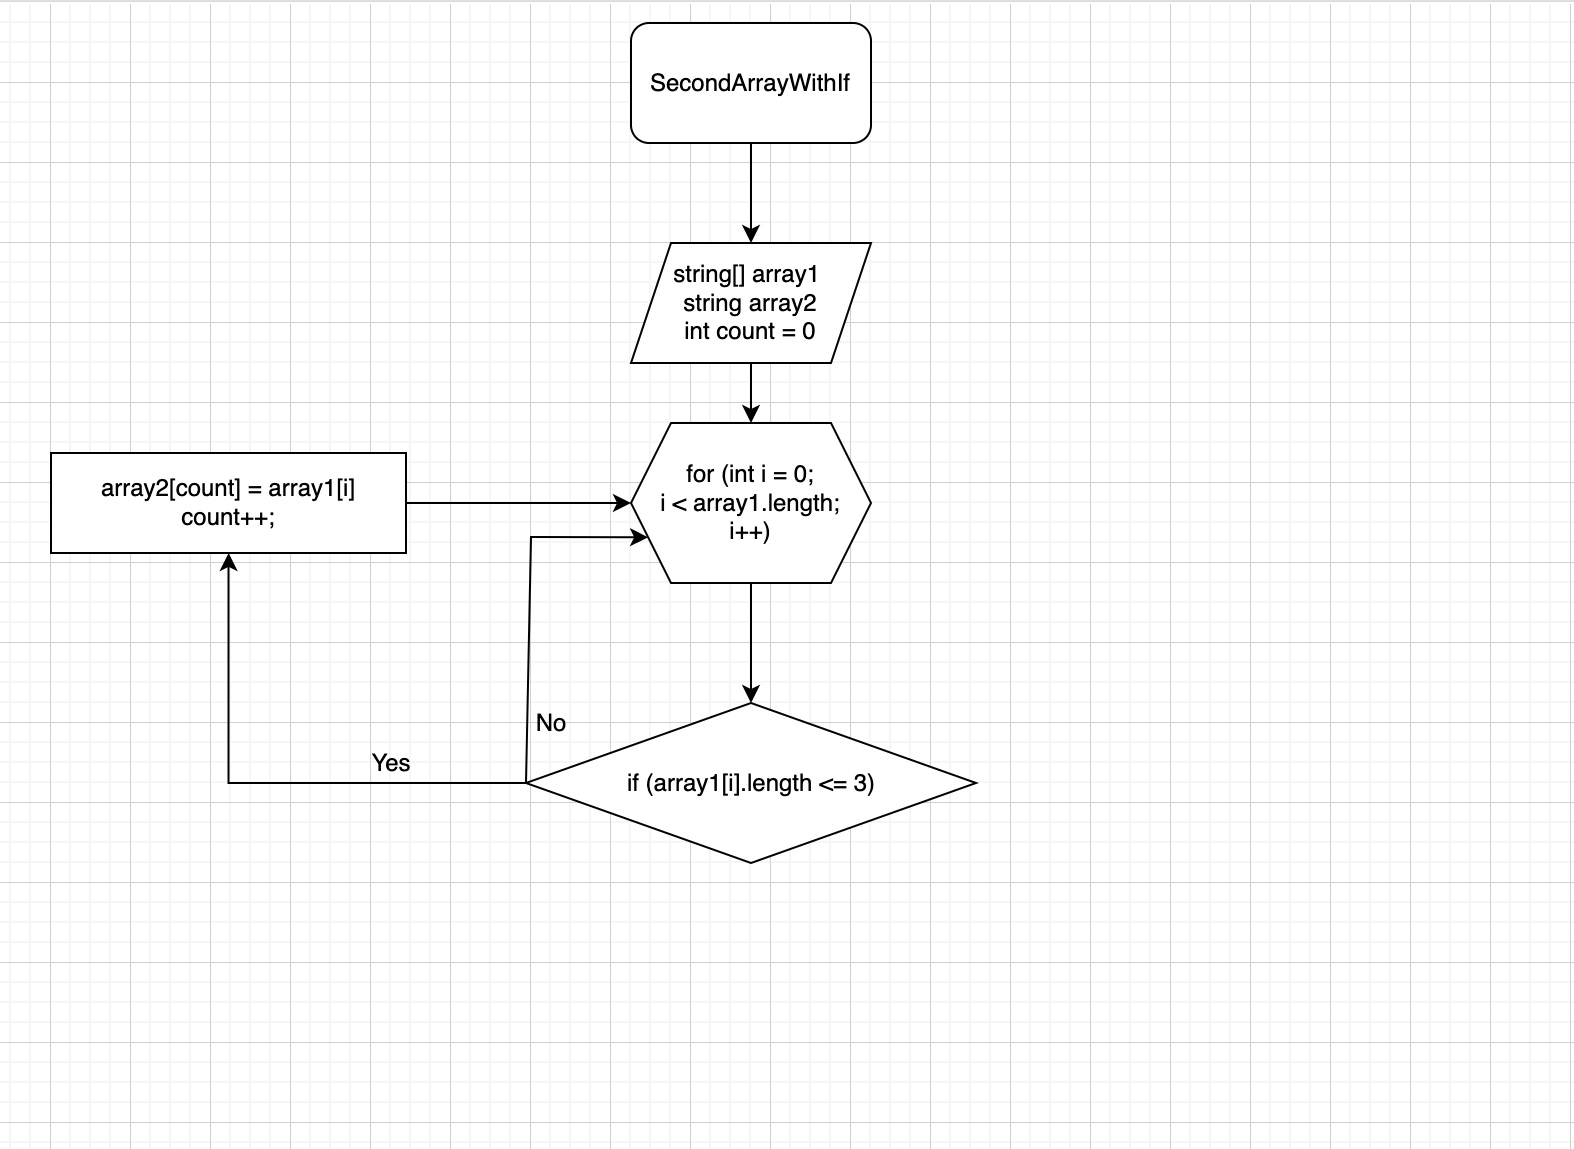 SecondArrayWithIf
string[] array1
string array2
int count = 0
for (int i = 0;
i < array1.length;
i++)
array2[count] = array1[i]
count++;
No
Yes
if (array1[i].length <= 3)